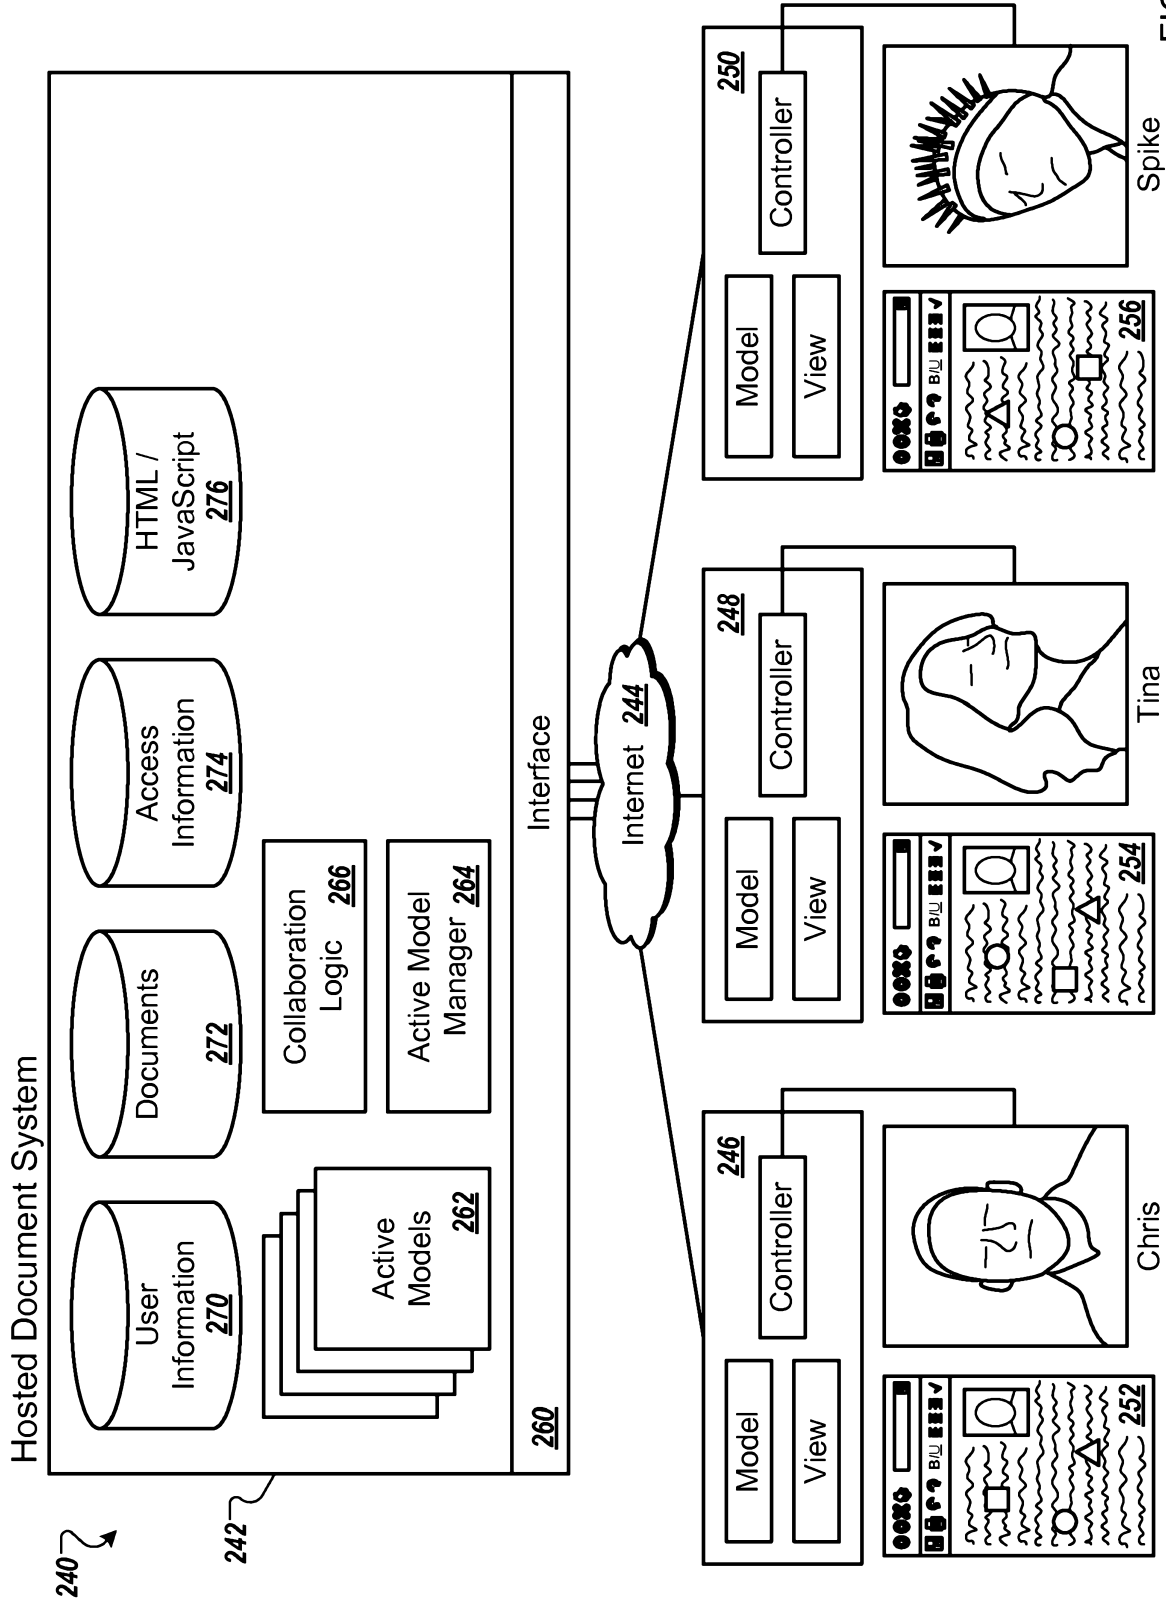 240
Hosted Document System
242
User
Information
270
Documents
272
Access
Information
274
HTML /
JavaScript
276
Active
Models
262
Collaboration
Logic
266
Active Model
Manager 264
260
Interface
Internet 244
246
Model
View
Controller
248
Model
View
Controller
250
Model
View
Controller
B/U
252
Chris
B/U
254
Tina
B/U
256
Spike